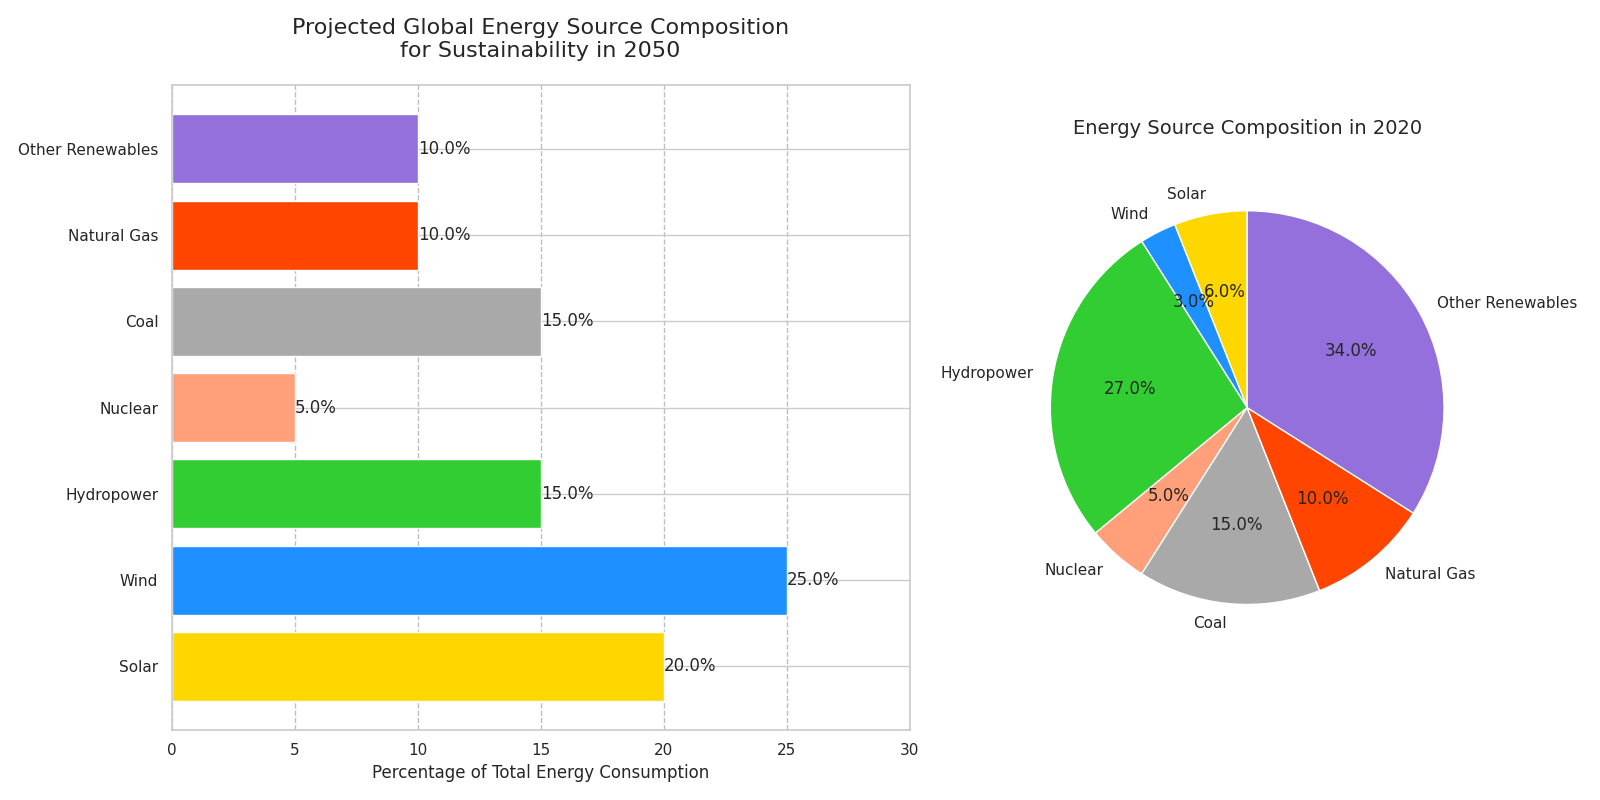 Projected Global Energy Source Composition
for Sustainability in 2050
Other Renewables
10.0%
Natural Gas
10.0%
Coal
15.0%
Nuclear
5.0%
Hydropower
15.0%
Wind
25.0%
Solar
20.0%
0 5 10 15 20 25 30
Percentage of Total Energy Consumption
Energy Source Composition in 2020
Solar
6.0%
Wind
3.0%
Hydropower
27.0%
Nuclear
5.0%
Coal
15.0%
Natural Gas
10.0%
Other Renewables
34.0%